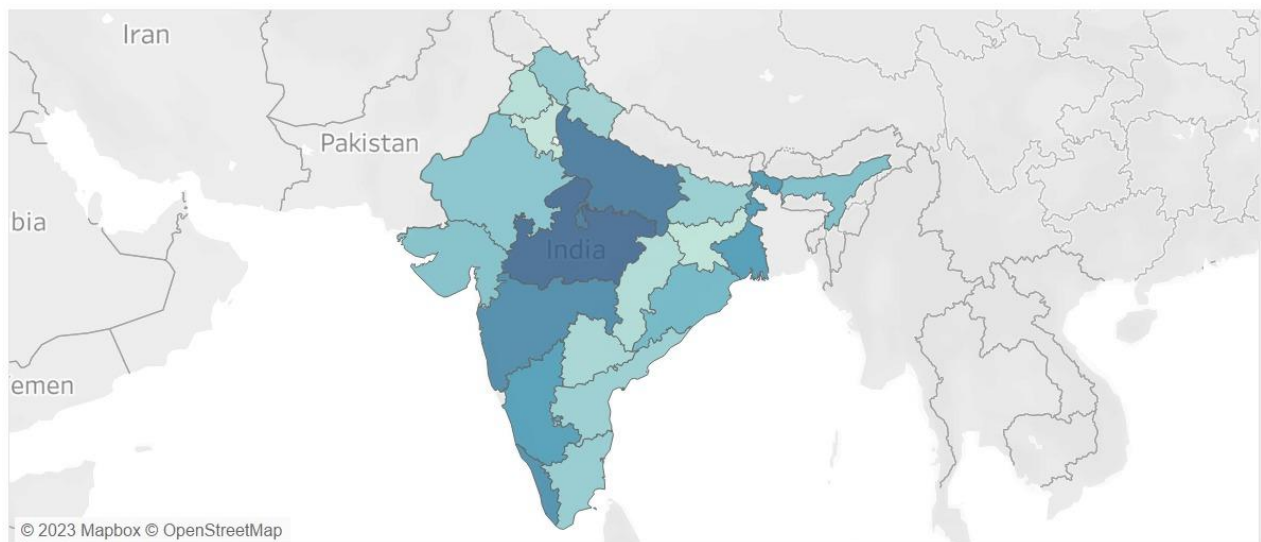 Iran
Pakistan
bia
India
emen
© 2023 Mapbox © OpenStreetMap